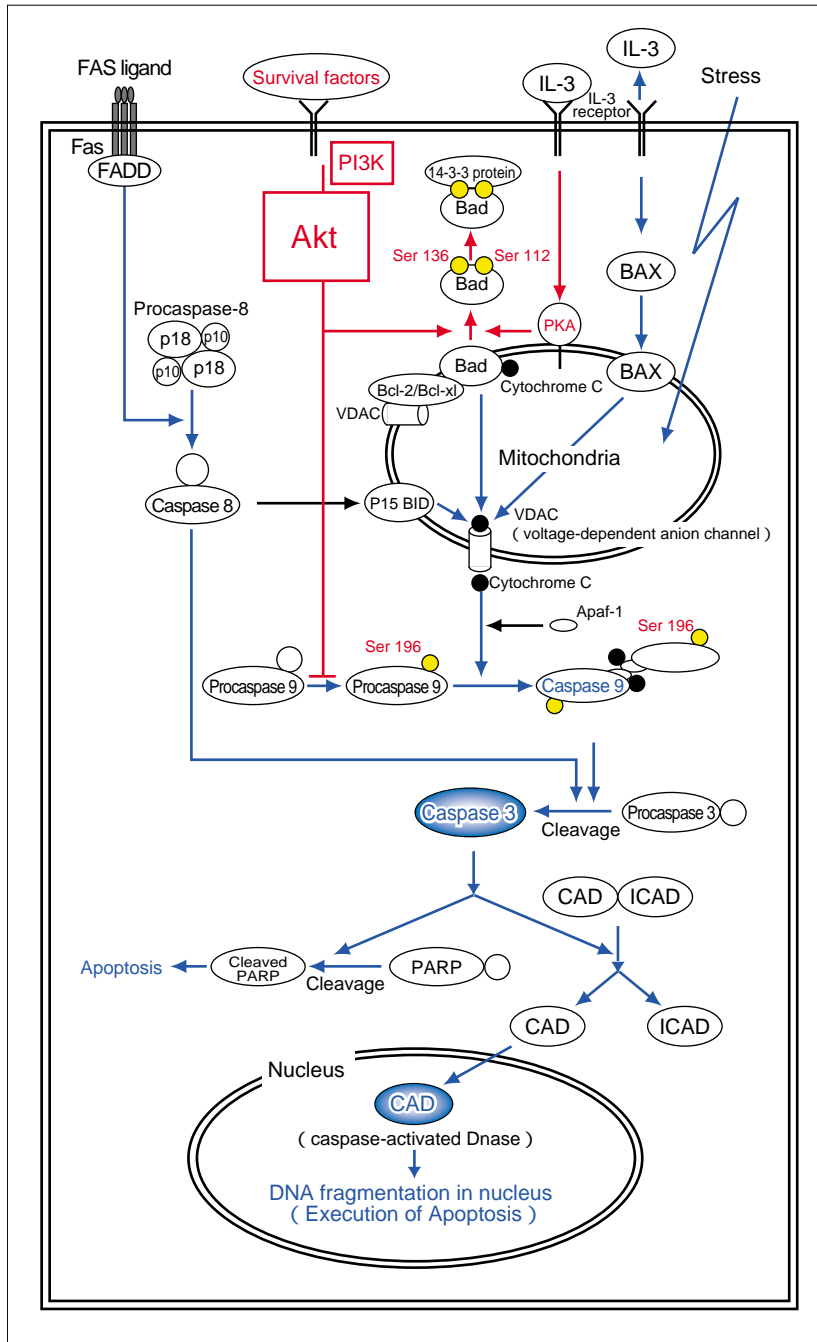 IL-3
FAS ligand
Survival factors
IL-3
IL-3
receptor
Stress
Fas
FADD
PI3K
14-3-3 protein
Bad
Akt
Ser 136
Ser 112
Bad
BAX
Procaspase-8
p18
p10
p10
p18
PKA
Bad
Cytochrome C
BAX
Bcl-2/Bcl-xl
VDAC
Mitochondria
Caspase 8
P15 BID
VDAC
( voltage-dependent anion channel )
Cytochrome C
Apaf-1
Ser 196
Ser 196
Procaspase 9
Procaspase 9
Caspase 9
Caspase 3
Cleavage
Procaspase 3
CAD
ICAD
Apoptosis
Cleaved
PARP
Cleavage
PARP
CAD
ICAD
Nucleus
CAD
( caspase-activated Dnase )
DNA fragmentation in nucleus
( Execution of Apoptosis )